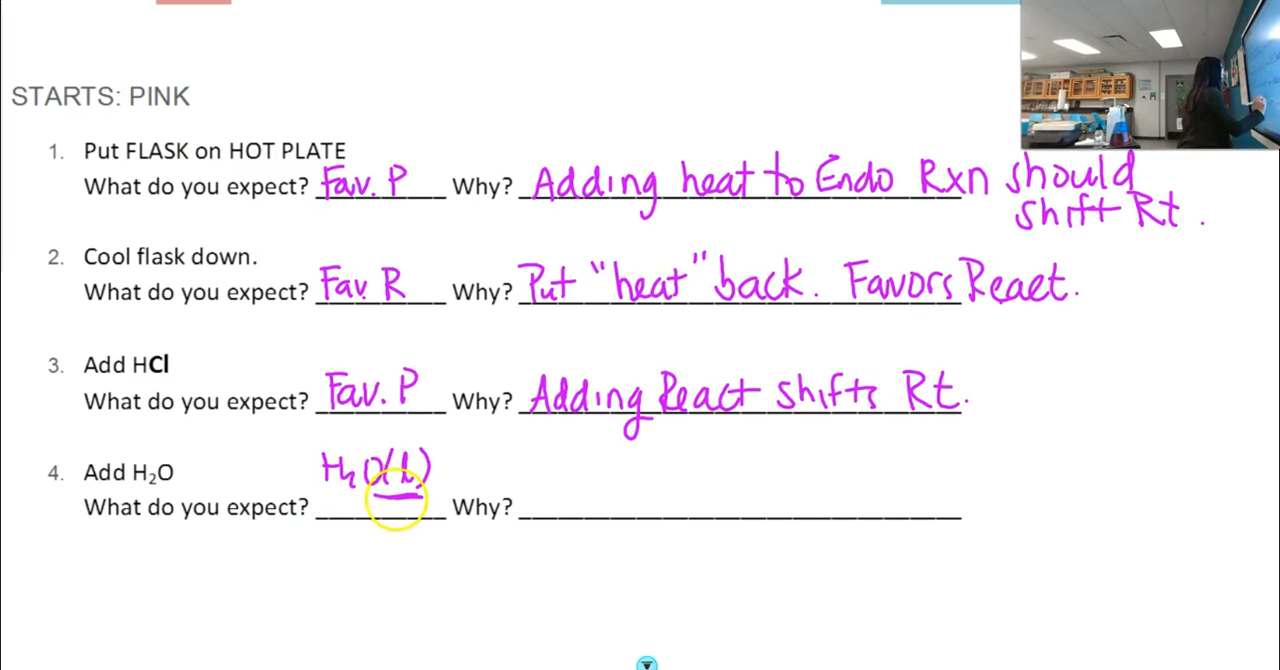 STARTS: PINK
1. Put FLASK on HOT PLATE
What do you expect? Fav. P Why? Adding heat to Endo Rxn should
shift Rt.
2. Cool flask down.
What do you expect? Fav. R Why? Put "heat" back. Favors React.
3. Add HCl
What do you expect? Fav. P Why? Adding React shifts Rt.
4. Add H₂O H₂O(L)
What do you expect? Why?